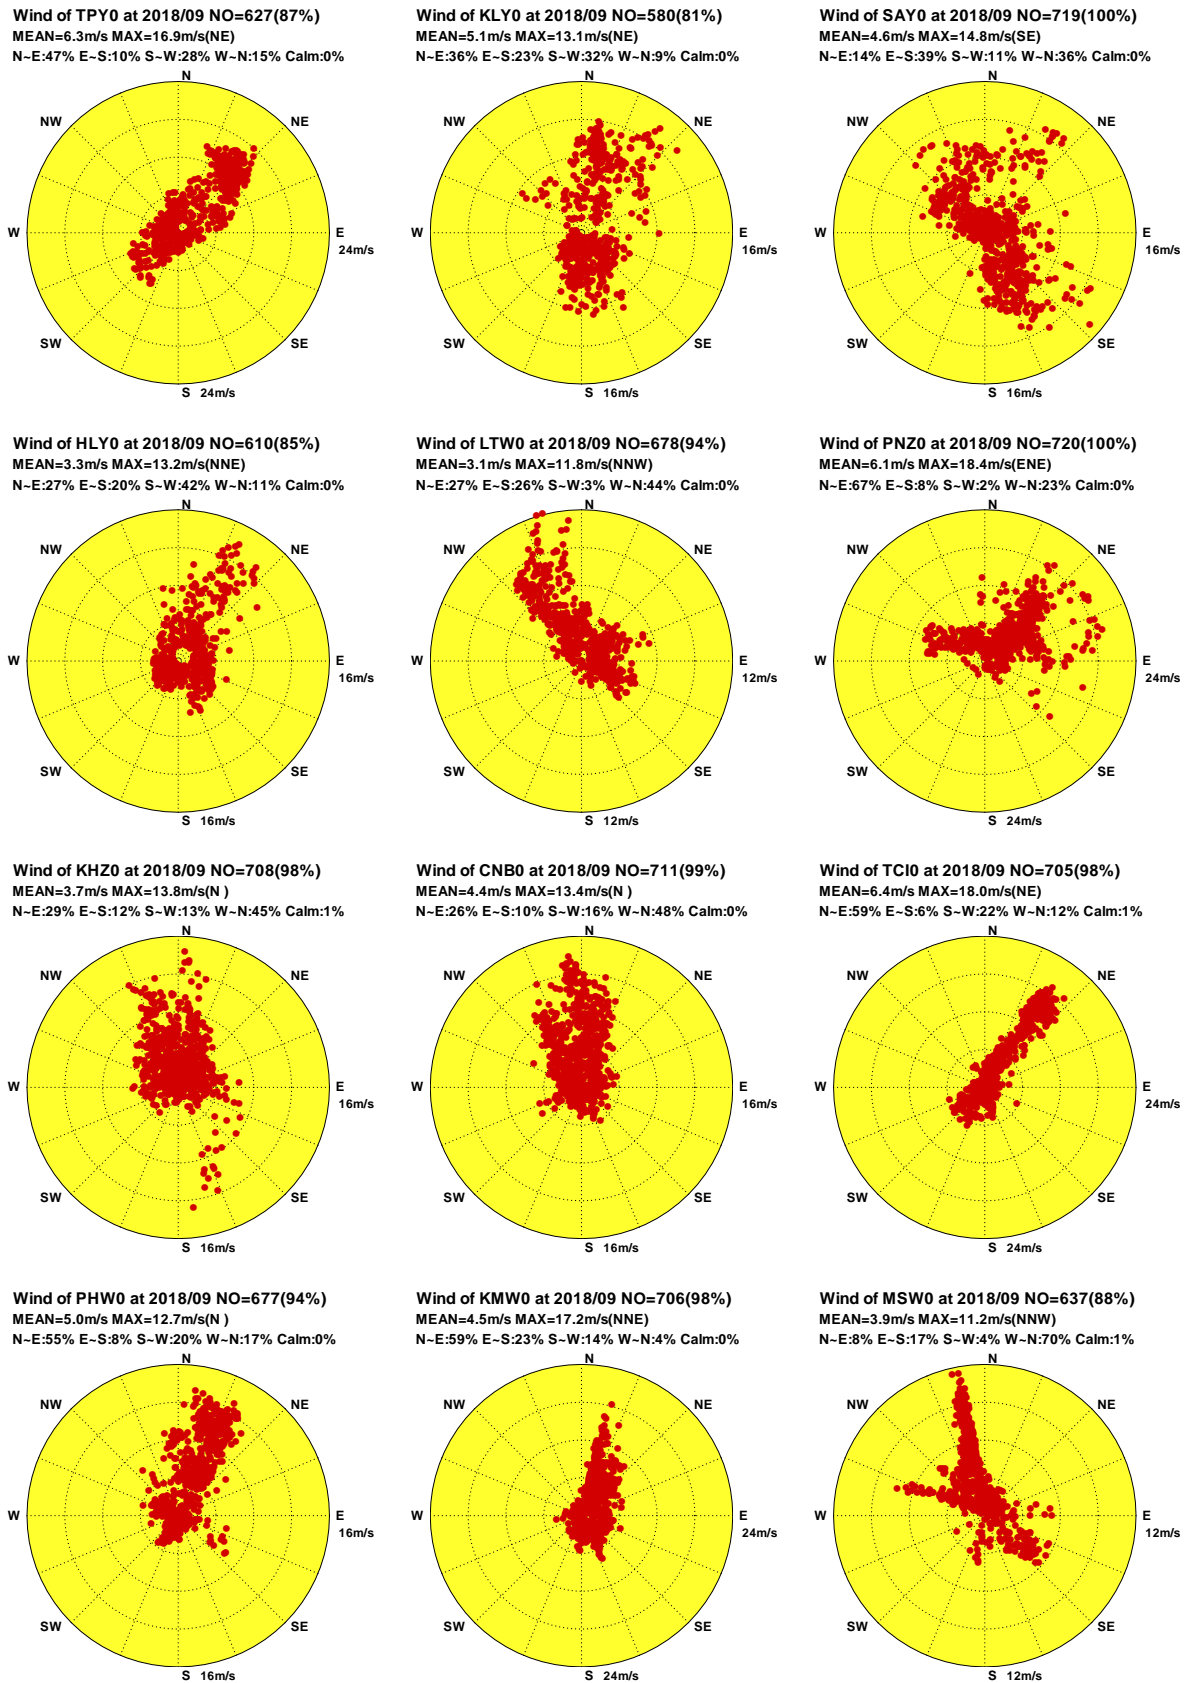 Wind of TPY0 at 2018/09 NO=627(87%)
MEAN=6.3m/s MAX=16.9m/s(NE)
N~E:47% E~S:10% S~W:28% W~N:15% Calm:0%
N
NW NE
W E
24m/s
SW SE
S 24m/s
Wind of KLY0 at 2018/09 NO=580(81%)
MEAN=5.1m/s MAX=13.1m/s(NE)
N~E:36% E~S:23% S~W:32% W~N:9% Calm:0%
N
NW NE
W E
16m/s
SW SE
S 16m/s
Wind of SAY0 at 2018/09 NO=719(100%)
MEAN=4.6m/s MAX=14.8m/s(SE)
N~E:14% E~S:39% S~W:11% W~N:36% Calm:0%
N
NW NE
W E
16m/s
SW SE
S 16m/s
Wind of HLY0 at 2018/09 NO=610(85%)
MEAN=3.3m/s MAX=13.2m/s(NNE)
N~E:27% E~S:20% S~W:42% W~N:11% Calm:0%
N
NW NE
W E
16m/s
SW SE
S 16m/s
Wind of LTW0 at 2018/09 NO=678(94%)
MEAN=3.1m/s MAX=11.8m/s(NNW)
N~E:27% E~S:26% S~W:3% W~N:44% Calm:0%
N
NW NE
W E
12m/s
SW SE
S 12m/s
Wind of PNZ0 at 2018/09 NO=720(100%)
MEAN=6.1m/s MAX=18.4m/s(ENE)
N~E:67% E~S:8% S~W:2% W~N:23% Calm:0%
N
NW NE
W E
24m/s
SW SE
S 24m/s
Wind of KHZ0 at 2018/09 NO=708(98%)
MEAN=3.7m/s MAX=13.8m/s(N )
N~E:29% E~S:12% S~W:13% W~N:45% Calm:1%
N
NW NE
W E
16m/s
SW SE
S 16m/s
Wind of CNB0 at 2018/09 NO=711(99%)
MEAN=4.4m/s MAX=13.4m/s(N )
N~E:26% E~S:10% S~W:16% W~N:48% Calm:0%
N
NW NE
W E
16m/s
SW SE
S 16m/s
Wind of TCI0 at 2018/09 NO=705(98%)
MEAN=6.4m/s MAX=18.0m/s(NE)
N~E:59% E~S:6% S~W:22% W~N:12% Calm:1%
N
NW NE
W E
24m/s
SW SE
S 24m/s
Wind of PHW0 at 2018/09 NO=677(94%)
MEAN=5.0m/s MAX=12.7m/s(N )
N~E:55% E~S:8% S~W:20% W~N:17% Calm:0%
N
NW NE
W E
16m/s
SW SE
S 16m/s
Wind of KMW0 at 2018/09 NO=706(98%)
MEAN=4.5m/s MAX=17.2m/s(NNE)
N~E:59% E~S:23% S~W:14% W~N:4% Calm:0%
N
NW NE
W E
24m/s
SW SE
S 24m/s
Wind of MSW0 at 2018/09 NO=637(88%)
MEAN=3.9m/s MAX=11.2m/s(NNW)
N~E:8% E~S:17% S~W:4% W~N:70% Calm:1%
N
NW NE
W E
12m/s
SW SE
S 12m/s